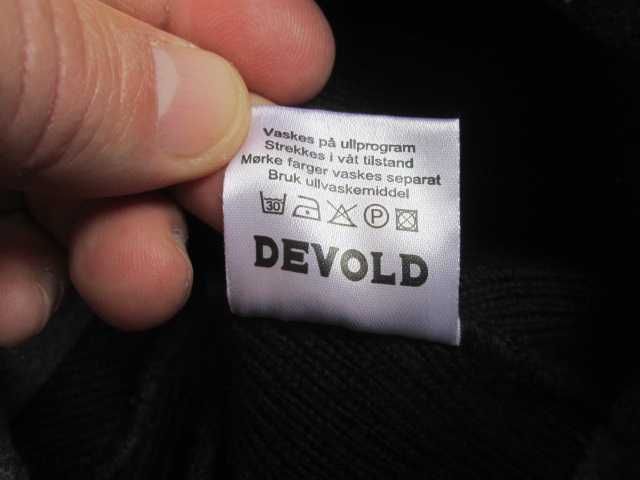 Vaskes på ullprogram
Strekkes i våt tilstand
Mørke farger vaskes separat
Bruk ullvaskemiddel
30 P
DEVOLD